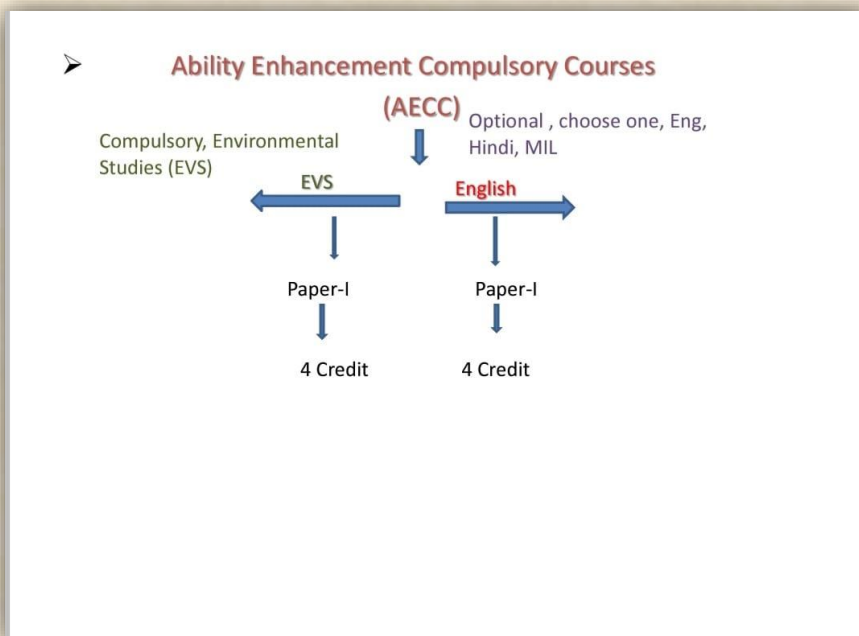 Ability Enhancement Compulsory Courses
(AECC)
Optional , choose one, Eng,
Hindi, MIL
Compulsory, Environmental
Studies (EVS)
EVS
English
Paper-I
Paper-I
4 Credit
4 Credit